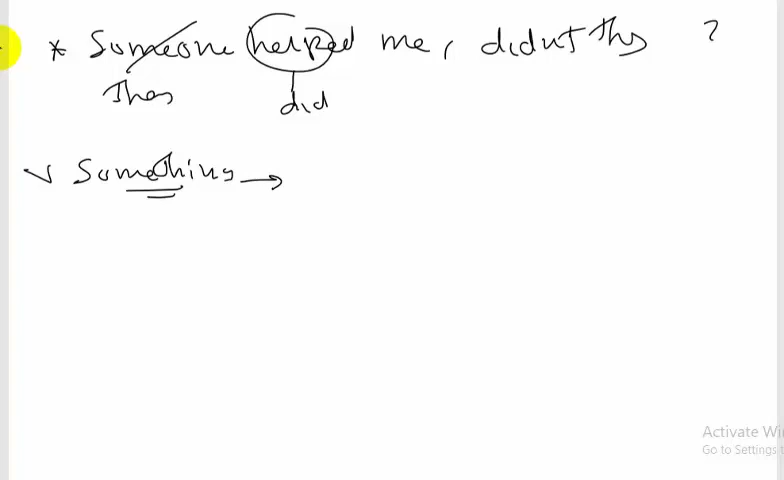 * Someone helped me, didn't they ?
they did
✓ Something →
Activate Wi
Go to Settings t